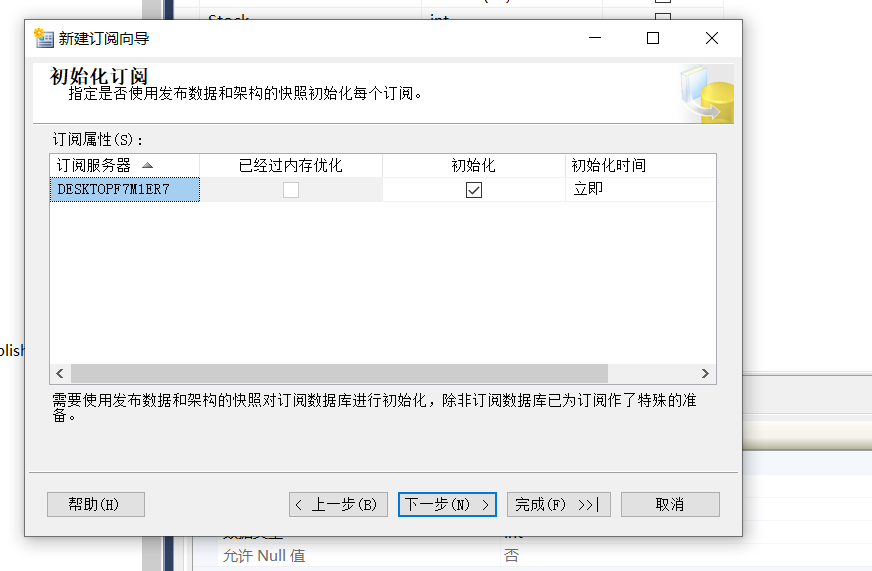 新建订阅向导
初始化订阅
指定是否使用发布数据和架构的快照初始化每个订阅。
订阅属性(S):
订阅服务器 已经过内存优化 初始化 初始化时间
DESKTOPF7M1ER7 立即
需要使用发布数据和架构的快照对订阅数据库进行初始化，除非订阅数据库已为订阅作了特殊的准
备。
帮助(H) < 上一步(B) 下一步(N) > 完成(F) >>| 取消
允许 Null 值 否